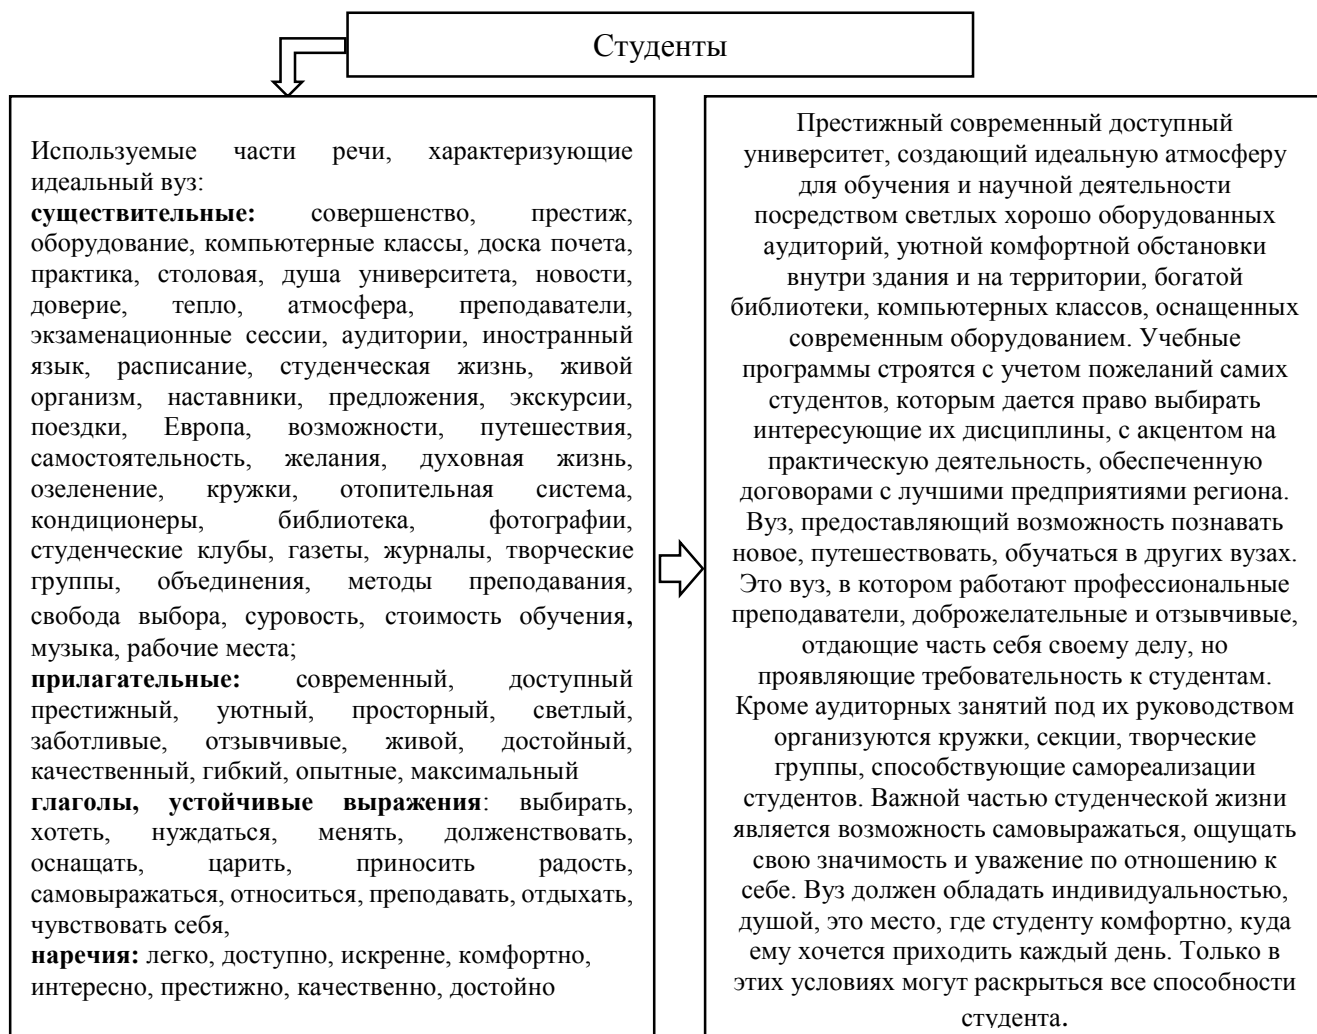 Студенты
Используемые части речи, характеризующие
идеальный вуз:
существительные: совершенство, престиж,
оборудование, компьютерные классы, доска почета,
практика, столовая, душа университета, новости,
доверие, тепло, атмосфера, преподаватели,
экзаменационные сессии, аудитории, иностранный
язык, расписание, студенческая жизнь, живой
организм, наставники, предложения, экскурсии,
поездки, Европа, возможности, путешествия,
самостоятельность, желания, духовная жизнь,
озеленение, кружки, отопительная система,
кондиционеры, библиотека, фотографии,
студенческие клубы, газеты, журналы, творческие
группы, объединения, методы преподавания,
свобода выбора, суровость, стоимость обучения,
музыка, рабочие места;
прилагательные: современный, доступный
престижный, уютный, просторный, светлый,
заботливые, отзывчивые, живой, достойный,
качественный, гибкий, опытные, максимальный
глаголы, устойчивые выражения: выбирать,
хотеть, нуждаться, менять, долженствовать,
оснащать, царить, приносить радость,
самовыражаться, относиться, преподавать, отдыхать,
чувствовать себя,
наречия: легко, доступно, искренне, комфортно,
интересно, престижно, качественно, достойно
Престижный современный доступный
университет, создающий идеальную атмосферу
для обучения и научной деятельности
посредством светлых хорошо оборудованных
аудиторий, уютной комфортной обстановки
внутри здания и на территории, богатой
библиотеки, компьютерных классов, оснащенных
современным оборудованием. Учебные
программы строятся с учетом пожеланий самих
студентов, которым дается право выбирать
интересующие их дисциплины, с акцентом на
практическую деятельность, обеспеченную
договорами с лучшими предприятиями региона.
Вуз, предоставляющий возможность познавать
новое, путешествовать, обучаться в других вузах.
Это вуз, в котором работают профессиональные
преподаватели, доброжелательные и отзывчивые,
отдающие часть себя своему делу, но
проявляющие требовательность к студентам.
Кроме аудиторных занятий под их руководством
организуются кружки, секции, творческие
группы, способствующие самореализации
студентов. Важной частью студенческой жизни
является возможность самовыражаться, ощущать
свою значимость и уважение по отношению к
себе. Вуз должен обладать индивидуальностью,
душой, это место, где студенту комфортно, куда
ему хочется приходить каждый день. Только в
этих условиях могут раскрыться все способности
студента.